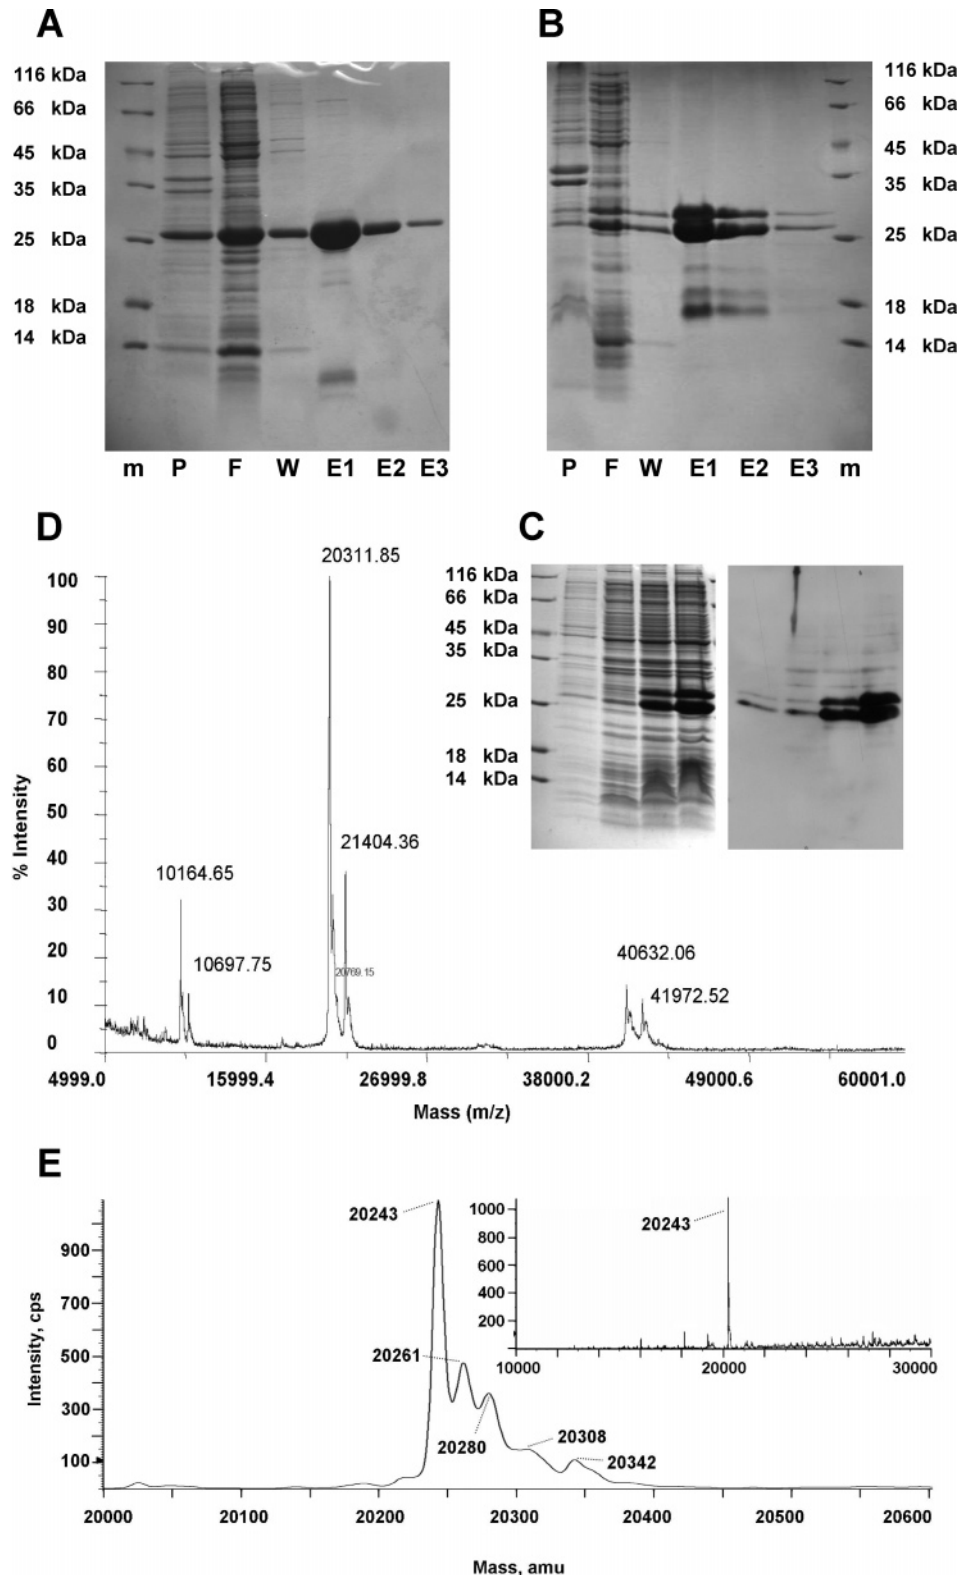 A
B
116 kDa
66 kDa
45 kDa
35 kDa
25 kDa
18 kDa
14 kDa
m P F W E1 E2 E3
116 kDa
66 kDa
45 kDa
35 kDa
25 kDa
18 kDa
14 kDa
P F W E1 E2 E3 m
D
C
20311.85
21404.36
10164.65
10697.75
20769.15
40632.06
41972.52
100
90
80
70
60
50
40
30
20
10
0
% Intensity
4999.0 15999.4 26999.8 38000.2 49000.6 60001.0
Mass (m/z)
116 kDa
66 kDa
45 kDa
35 kDa
25 kDa
18 kDa
14 kDa
E
20243
20261
20280
20308
20342
900
700
500
300
100
Intensity, cps
20000 20100 20200 20300 20400 20500 20600
Mass, amu
1000
800
600
400
200
20243
10000 20000 30000